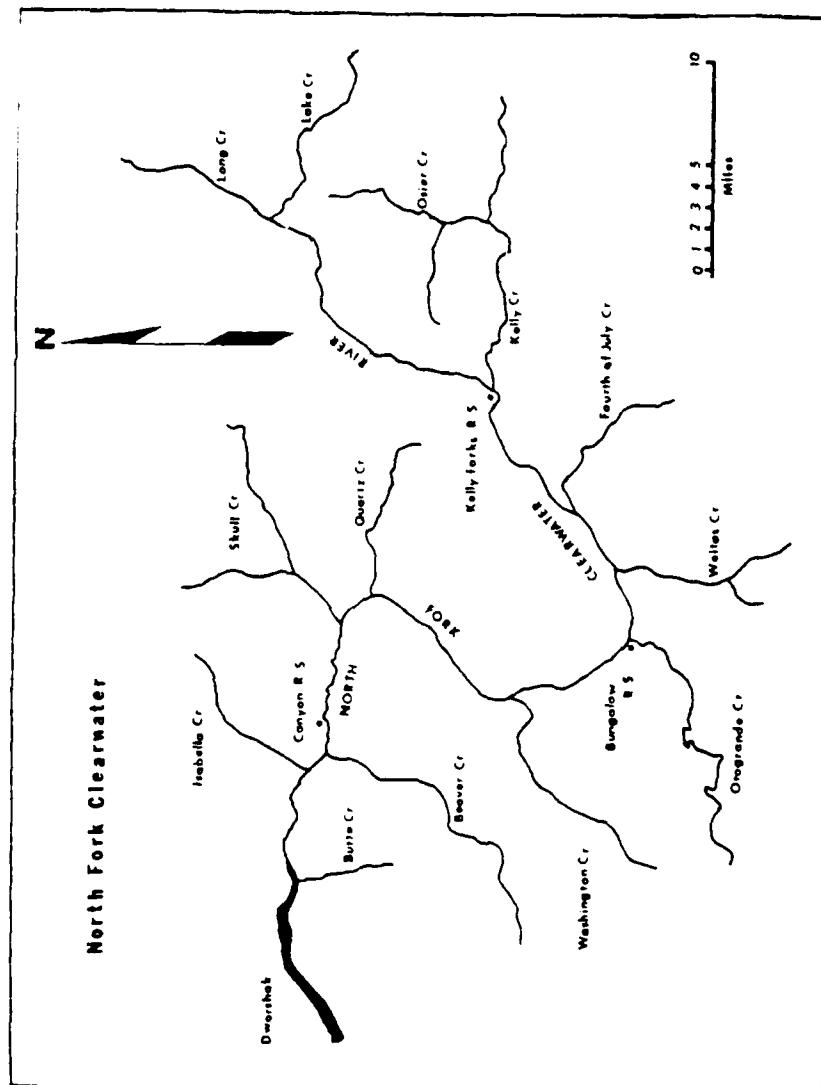 North Fork Clearwater
N
Dworshak
Butte Cr
Isabella Cr
Canyon R S
Skull Cr
Quartz Cr
Beaver Cr
Washington Cr
Orogrande Cr
Bungalow
R S
Weitas Cr
Fourth of July Cr
Kelly Forks R S
Kelly Cr
Osier Cr
Long Cr
Lake Cr
NORTH
FORK
CLEARWATER
RIVER
0 1 2 3 4 5 10
Miles